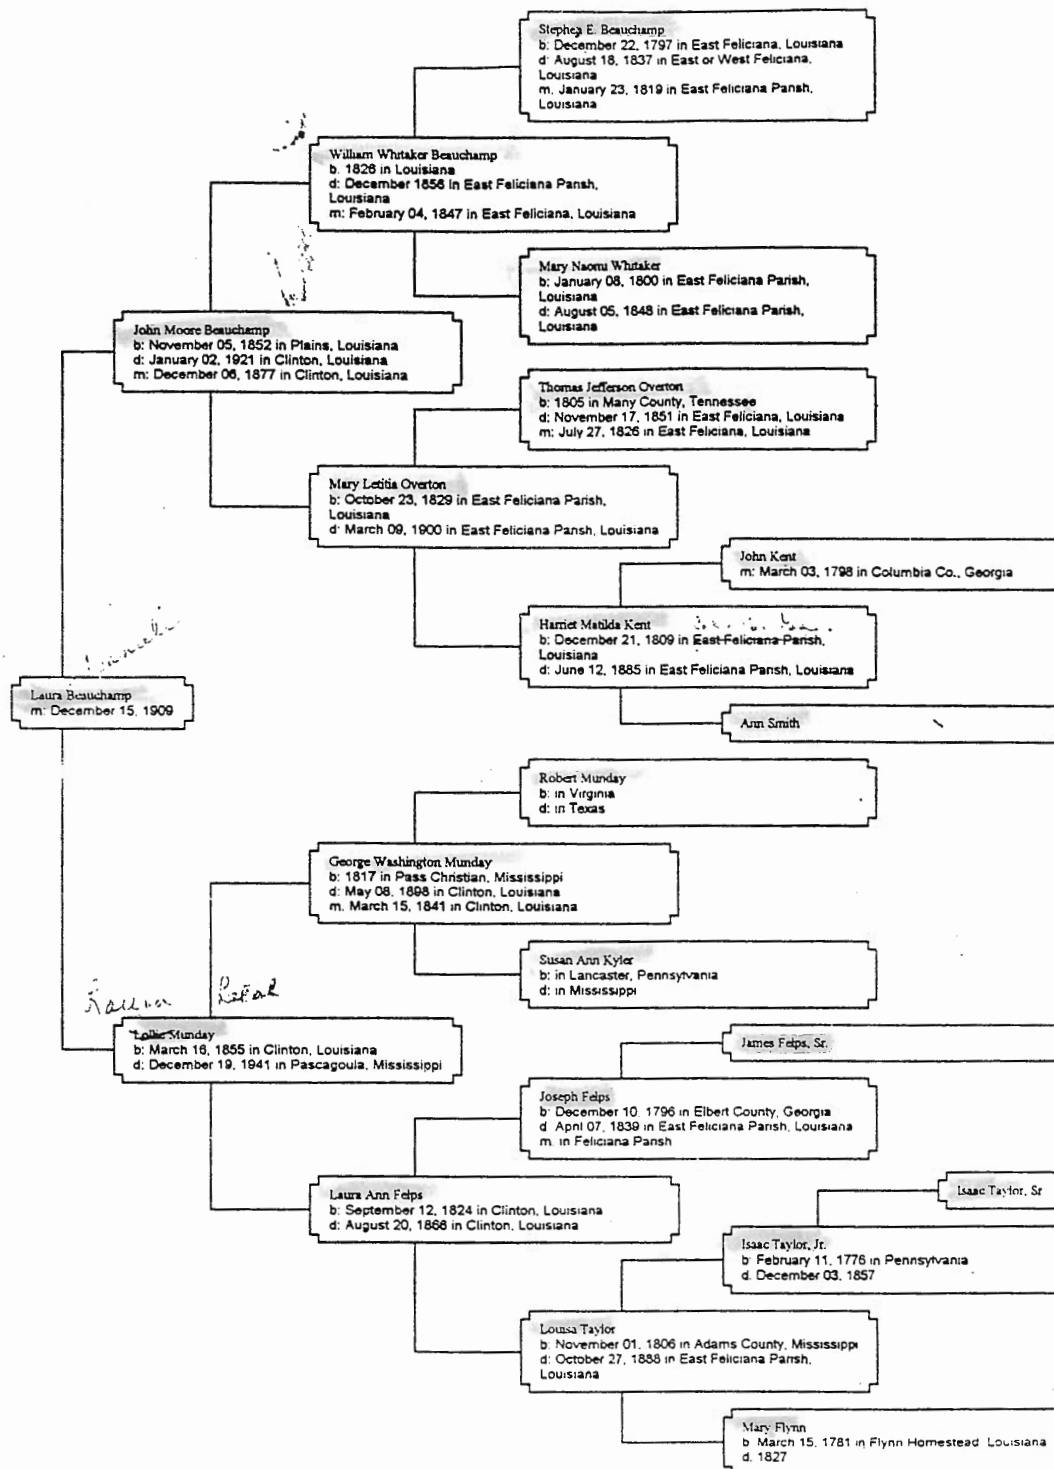 Stephen E. Beauchamp
b: December 22, 1797 in East Feliciana, Louisiana
d: August 18, 1837 in East or West Feliciana,
Louisiana
m: January 23, 1819 in East Feliciana Parish,
Louisiana
William Whitaker Beauchamp
b: 1826 in Louisiana
d: December 1856 in East Feliciana Parish,
Louisiana
m: February 04, 1847 in East Feliciana, Louisiana
Mary Naomi Whitaker
b: January 08, 1800 in East Feliciana Parish,
Louisiana
d: August 05, 1848 in East Feliciana Parish,
Louisiana
John Moore Beauchamp
b: November 05, 1852 in Plains, Louisiana
d: January 02, 1921 in Clinton, Louisiana
m: December 06, 1877 in Clinton, Louisiana
Thomas Jefferson Overton
b: 1805 in Many County, Tennessee
d: November 17, 1851 in East Feliciana, Louisiana
m: July 27, 1826 in East Feliciana, Louisiana
Mary Letitia Overton
b: October 23, 1829 in East Feliciana Parish,
Louisiana
d: March 09, 1900 in East Feliciana Parish, Louisiana
John Kent
m: March 03, 1798 in Columbia Co., Georgia
Harriet Matilda Kent
b: December 21, 1809 in East Feliciana Parish,
Louisiana
d: June 12, 1885 in East Feliciana Parish, Louisiana
Laura Beauchamp
m: December 15, 1909
Ann Smith
Robert Munday
b: in Virginia
d: in Texas
George Washington Munday
b: 1817 in Pass Christian, Mississippi
d: May 08, 1898 in Clinton, Louisiana
m: March 15, 1841 in Clinton, Louisiana
Susan Ann Kyler
b: in Lancaster, Pennsylvania
d: in Mississippi
Laura
Lollie Munday
b: March 16, 1855 in Clinton, Louisiana
d: December 19, 1941 in Pascagoula, Mississippi
James Felps, Sr.
Joseph Felps
b: December 10, 1796 in Elbert County, Georgia
d: April 07, 1839 in East Feliciana Parish, Louisiana
m: in Feliciana Parish
Laura Ann Felps
b: September 12, 1824 in Clinton, Louisiana
d: August 20, 1866 in Clinton, Louisiana
Isaac Taylor, Sr
Isaac Taylor, Jr.
b: February 11, 1776 in Pennsylvania
d: December 03, 1857
Louisa Taylor
b: November 01, 1806 in Adams County, Mississippi
d: October 27, 1888 in East Feliciana Parish,
Louisiana
Mary Flynn
b: March 15, 1781 in Flynn Homestead, Louisiana
d: 1827